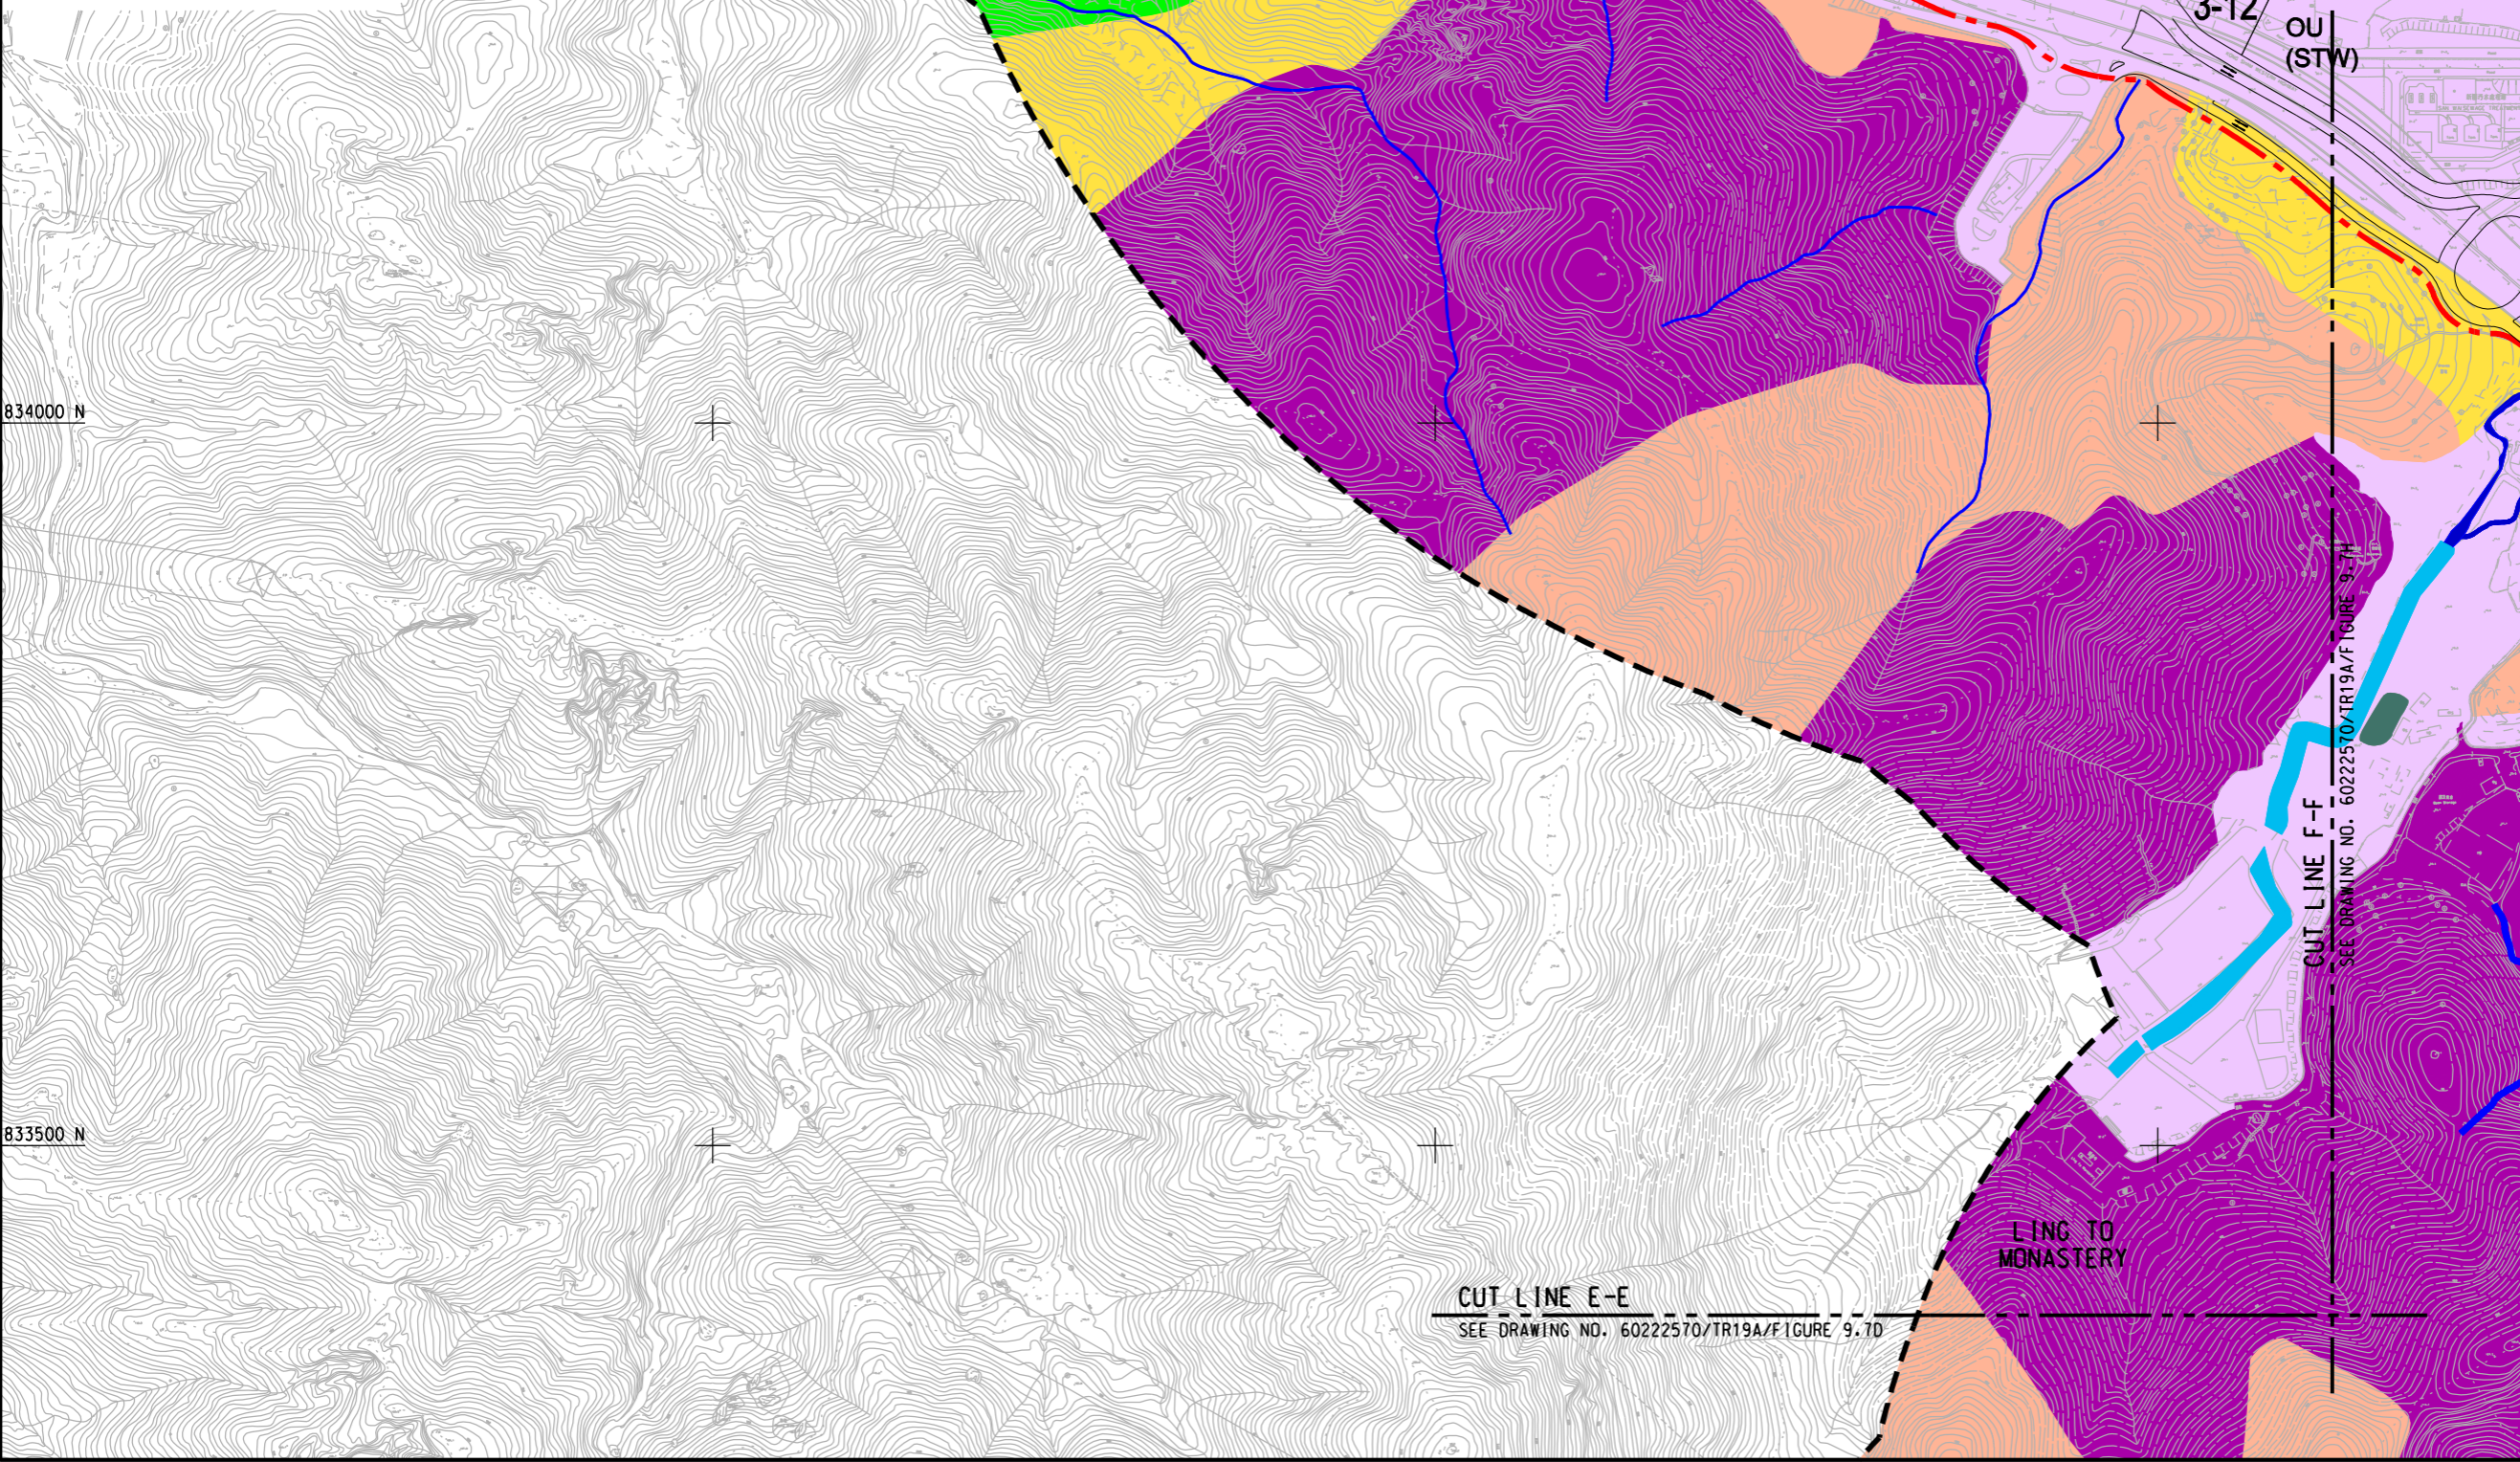 3-12
OU
(STW)
834000 N
CUT LINE F-F
SEE DRAWING NO. 60222570/TR19A/FIGURE 9.7H
833500 N
LING TO
MONASTERY
CUT LINE E-E
SEE DRAWING NO. 60222570/TR19A/FIGURE 9.7D